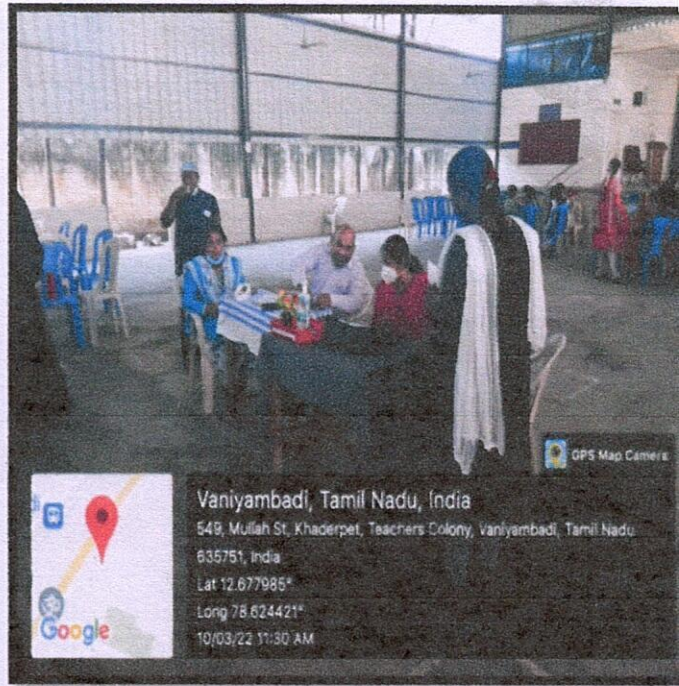 GPS Map Camera
Vaniyambadi, Tamil Nadu, India
549, Mullah St, Khaderpet, Teachers Colony, Vaniyambadi, Tamil Nadu
635751, India
Lat 12.677985°
Long 78.624421°
10/03/22 11:30 AM
Google